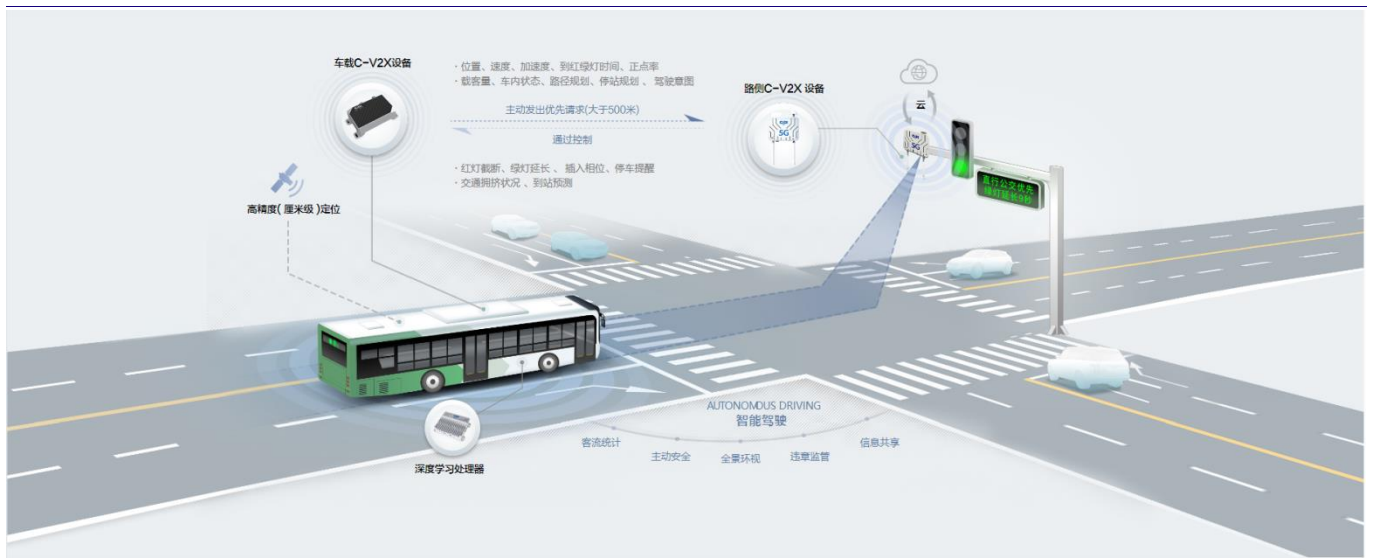 车载C-V2X设备
· 位置、速度、加速度、到红绿灯时间、正点率
· 载客量、车内状态、路径规划、停站规划 、 驾驶意图
主动发出优先请求(大于500米)
通过控制
· 红灯截断、绿灯延长 、 插入相位、停车提醒
· 交通拥挤状况 、到站预测
路侧C-V2X 设备
云
5G
5G
直行公交优先
绿灯延长9秒
高精度( 厘米级 )定位
深度学习处理器
AUTONOMDUS DRIVING
智能驾驶
客流统计
主动安全
全景环视
违章监管
信息共享